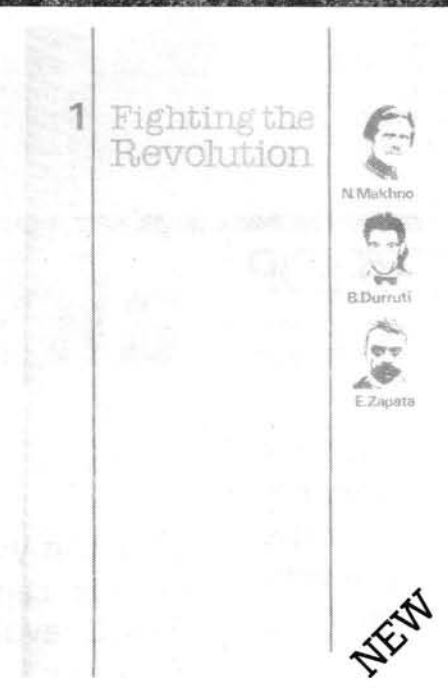 1 Fighting the
Revolution
N.Makhno
B.Durruti
E.Zapata
NEW